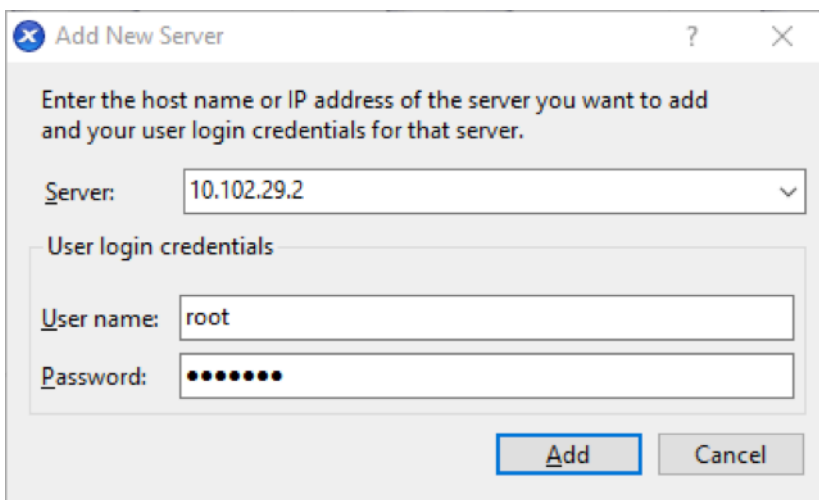 Add New Server
Enter the host name or IP address of the server you want to add
and your user login credentials for that server.
Server: 10.102.29.2
User login credentials
User name: root
Password: •••••••
Add Cancel